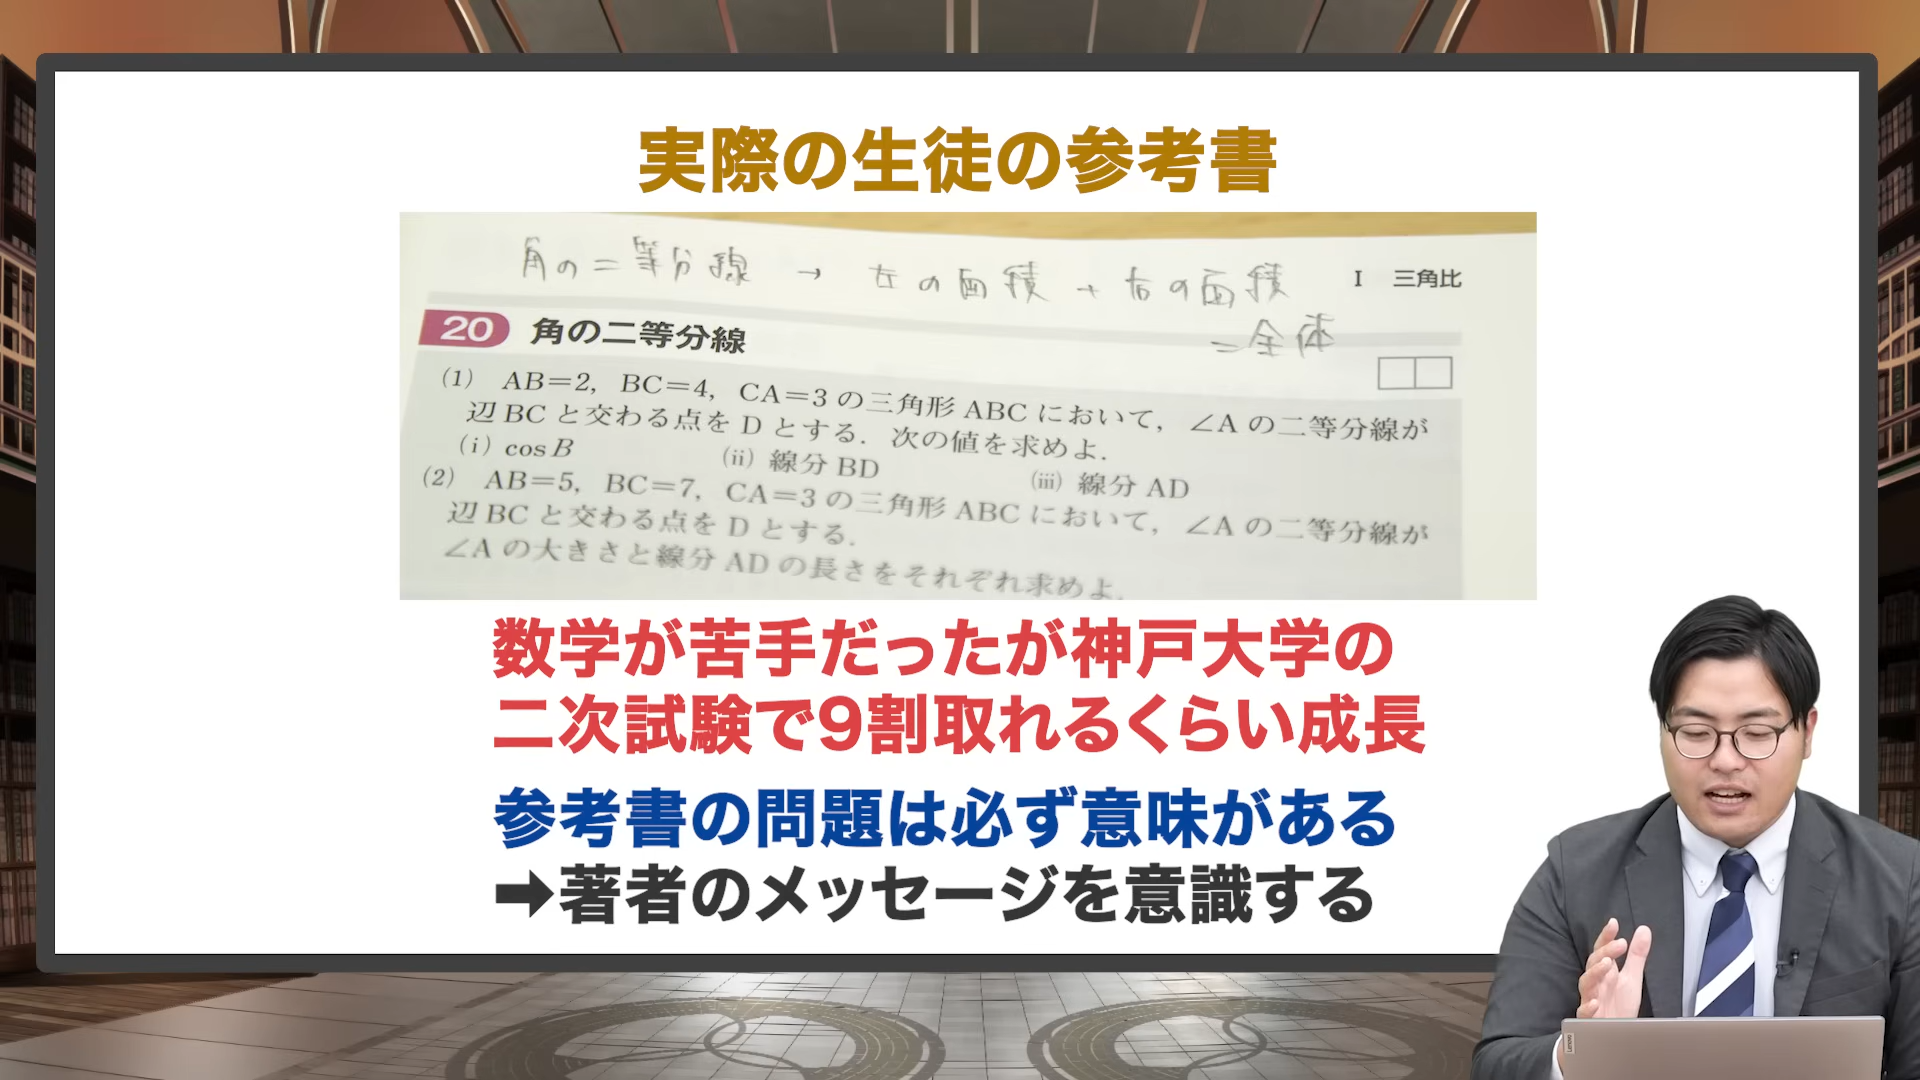 実際の生徒の参考書
角の二等分線 → 左の面積 + 右の面積
= 全体
I 三角比
20 角の二等分線
(1) AB=2, BC=4, CA=3 の三角形 ABC において, ∠A の二等分線が
辺 BC と交わる点を D とする. 次の値を求めよ.
(i) cos B (ii) 線分 BD (iii) 線分 AD
(2) AB=5, BC=7, CA=3 の三角形 ABC において, ∠A の二等分線が
辺 BC と交わる点を D とする.
∠A の大きさと線分 AD の長さをそれぞれ求めよ.
数学が苦手だったが神戸大学の
二次試験で9割取れるくらい成長
参考書の問題は必ず意味がある
➡著者のメッセージを意識する
Lenovo